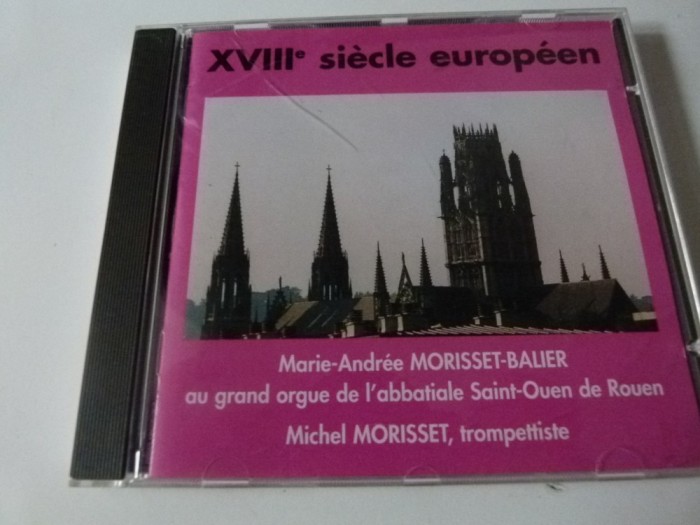 XVIIIe siècle européen
Marie-Andrée MORISSET-BALIER
au grand orgue de l'abbatiale Saint-Ouen de Rouen
Michel MORISSET, trompettiste